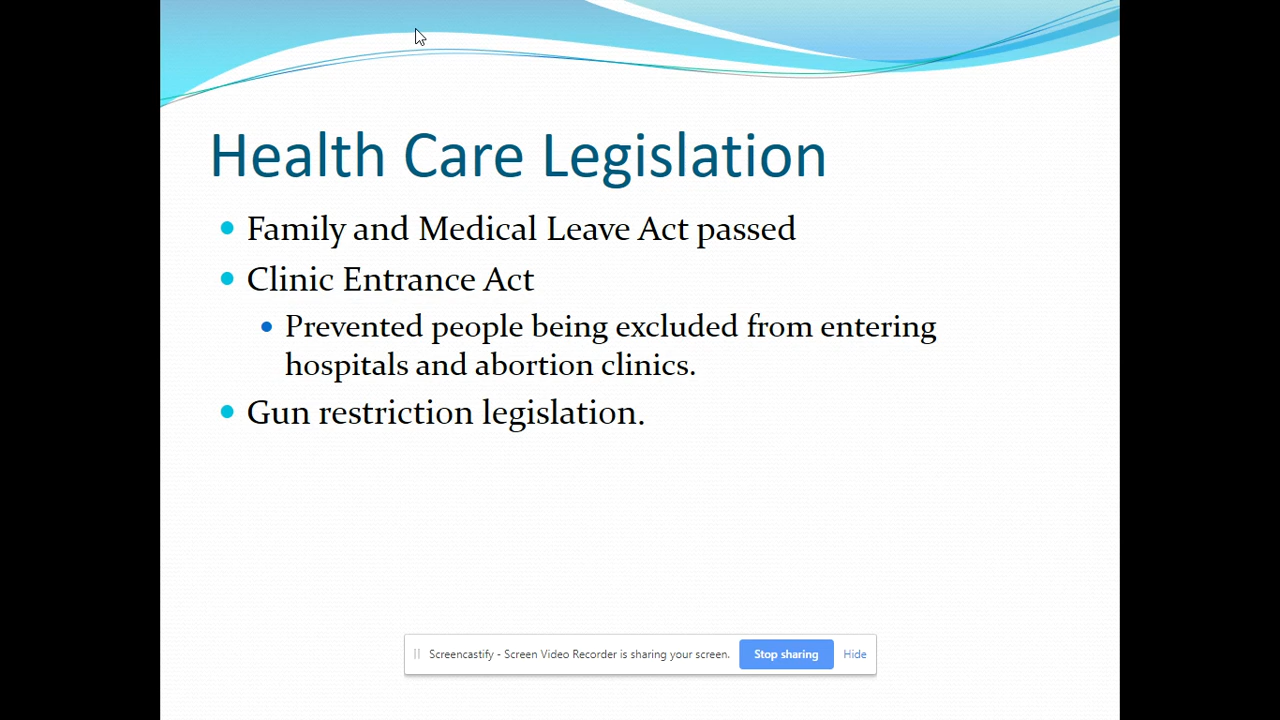 Health Care Legislation
Family and Medical Leave Act passed
Clinic Entrance Act
Prevented people being excluded from entering
hospitals and abortion clinics.
Gun restriction legislation.
Screencastify - Screen Video Recorder is sharing your screen. Stop sharing Hide